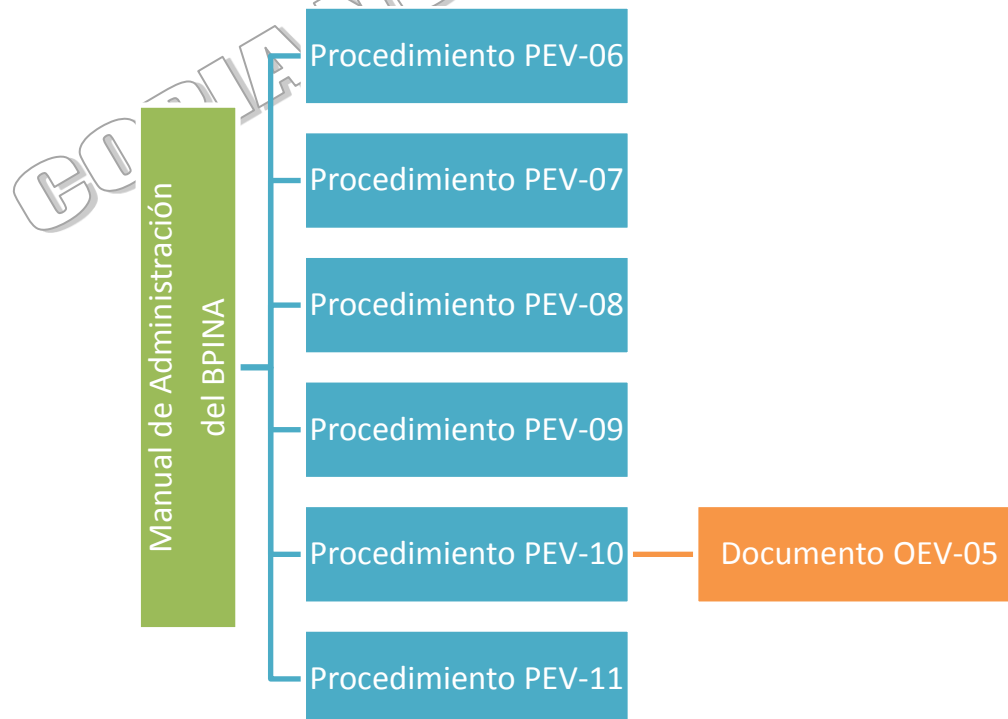 Manual de Administración
del BPINA
Procedimiento PEV-06
Procedimiento PEV-07
Procedimiento PEV-08
Procedimiento PEV-09
Procedimiento PEV-10
Documento OEV-05
Procedimiento PEV-11